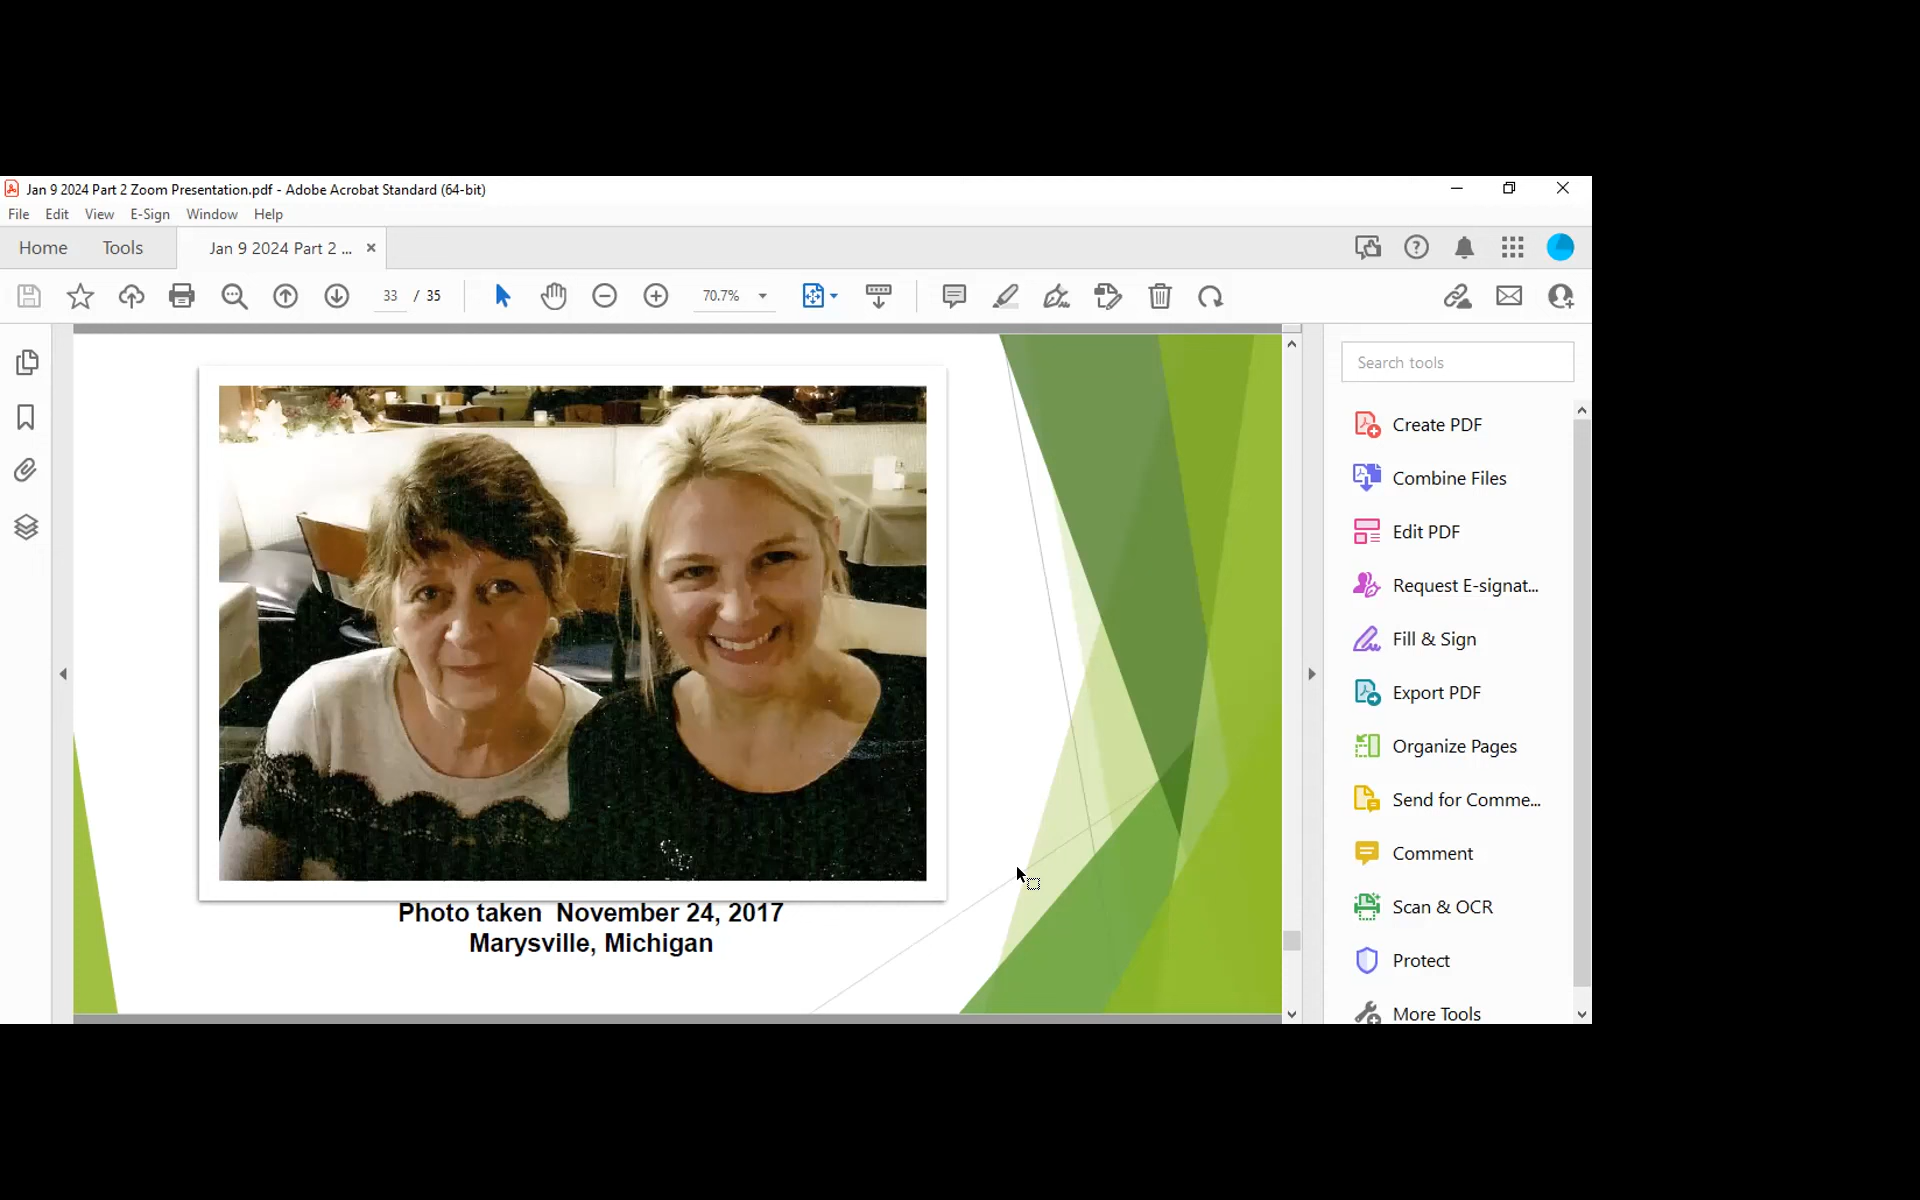 Jan 9 2024 Part 2 Zoom Presentation.pdf - Adobe Acrobat Standard (64-bit)
File Edit View E-Sign Window Help
Home Tools Jan 9 2024 Part 2 ... ×
33 / 35 70.7%
Search tools
Create PDF
Combine Files
Edit PDF
Request E-signat...
Fill & Sign
Export PDF
Organize Pages
Send for Comme...
Comment
Scan & OCR
Protect
More Tools
Photo taken November 24, 2017
Marysville, Michigan